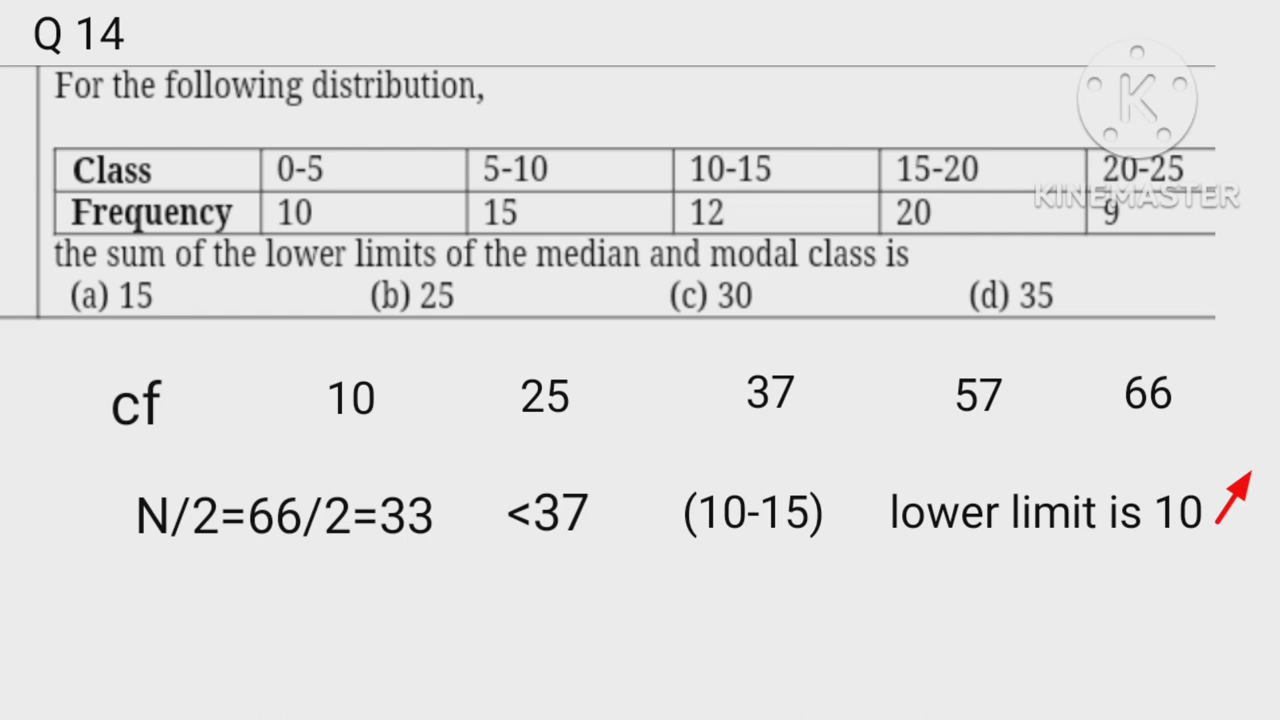 Q 14
For the following distribution,
Class 0-5 5-10 10-15 15-20 20-25
Frequency 10 15 12 20 9
KINEMASTER
the sum of the lower limits of the median and modal class is
(a) 15 (b) 25 (c) 30 (d) 35
cf 10 25 37 57 66
N/2=66/2=33 <37 (10-15) lower limit is 10